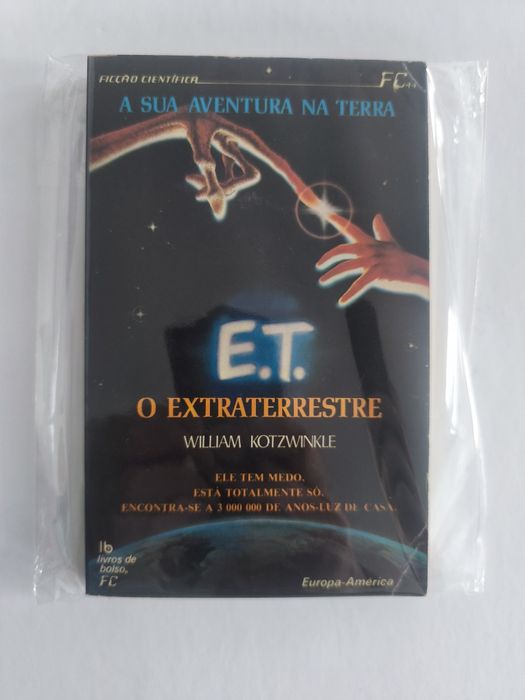 FICÇÃO CIENTÍFICA
FC
A SUA AVENTURA NA TERRA
E.T.
O EXTRATERRESTRE
WILLIAM KOTZWINKLE
ELE TEM MEDO.
ESTÁ TOTALMENTE SÓ.
ENCONTRA-SE A 3 000 000 DE ANOS-LUZ DE CASA.
lb
livros de
bolso
FC
Europa-América